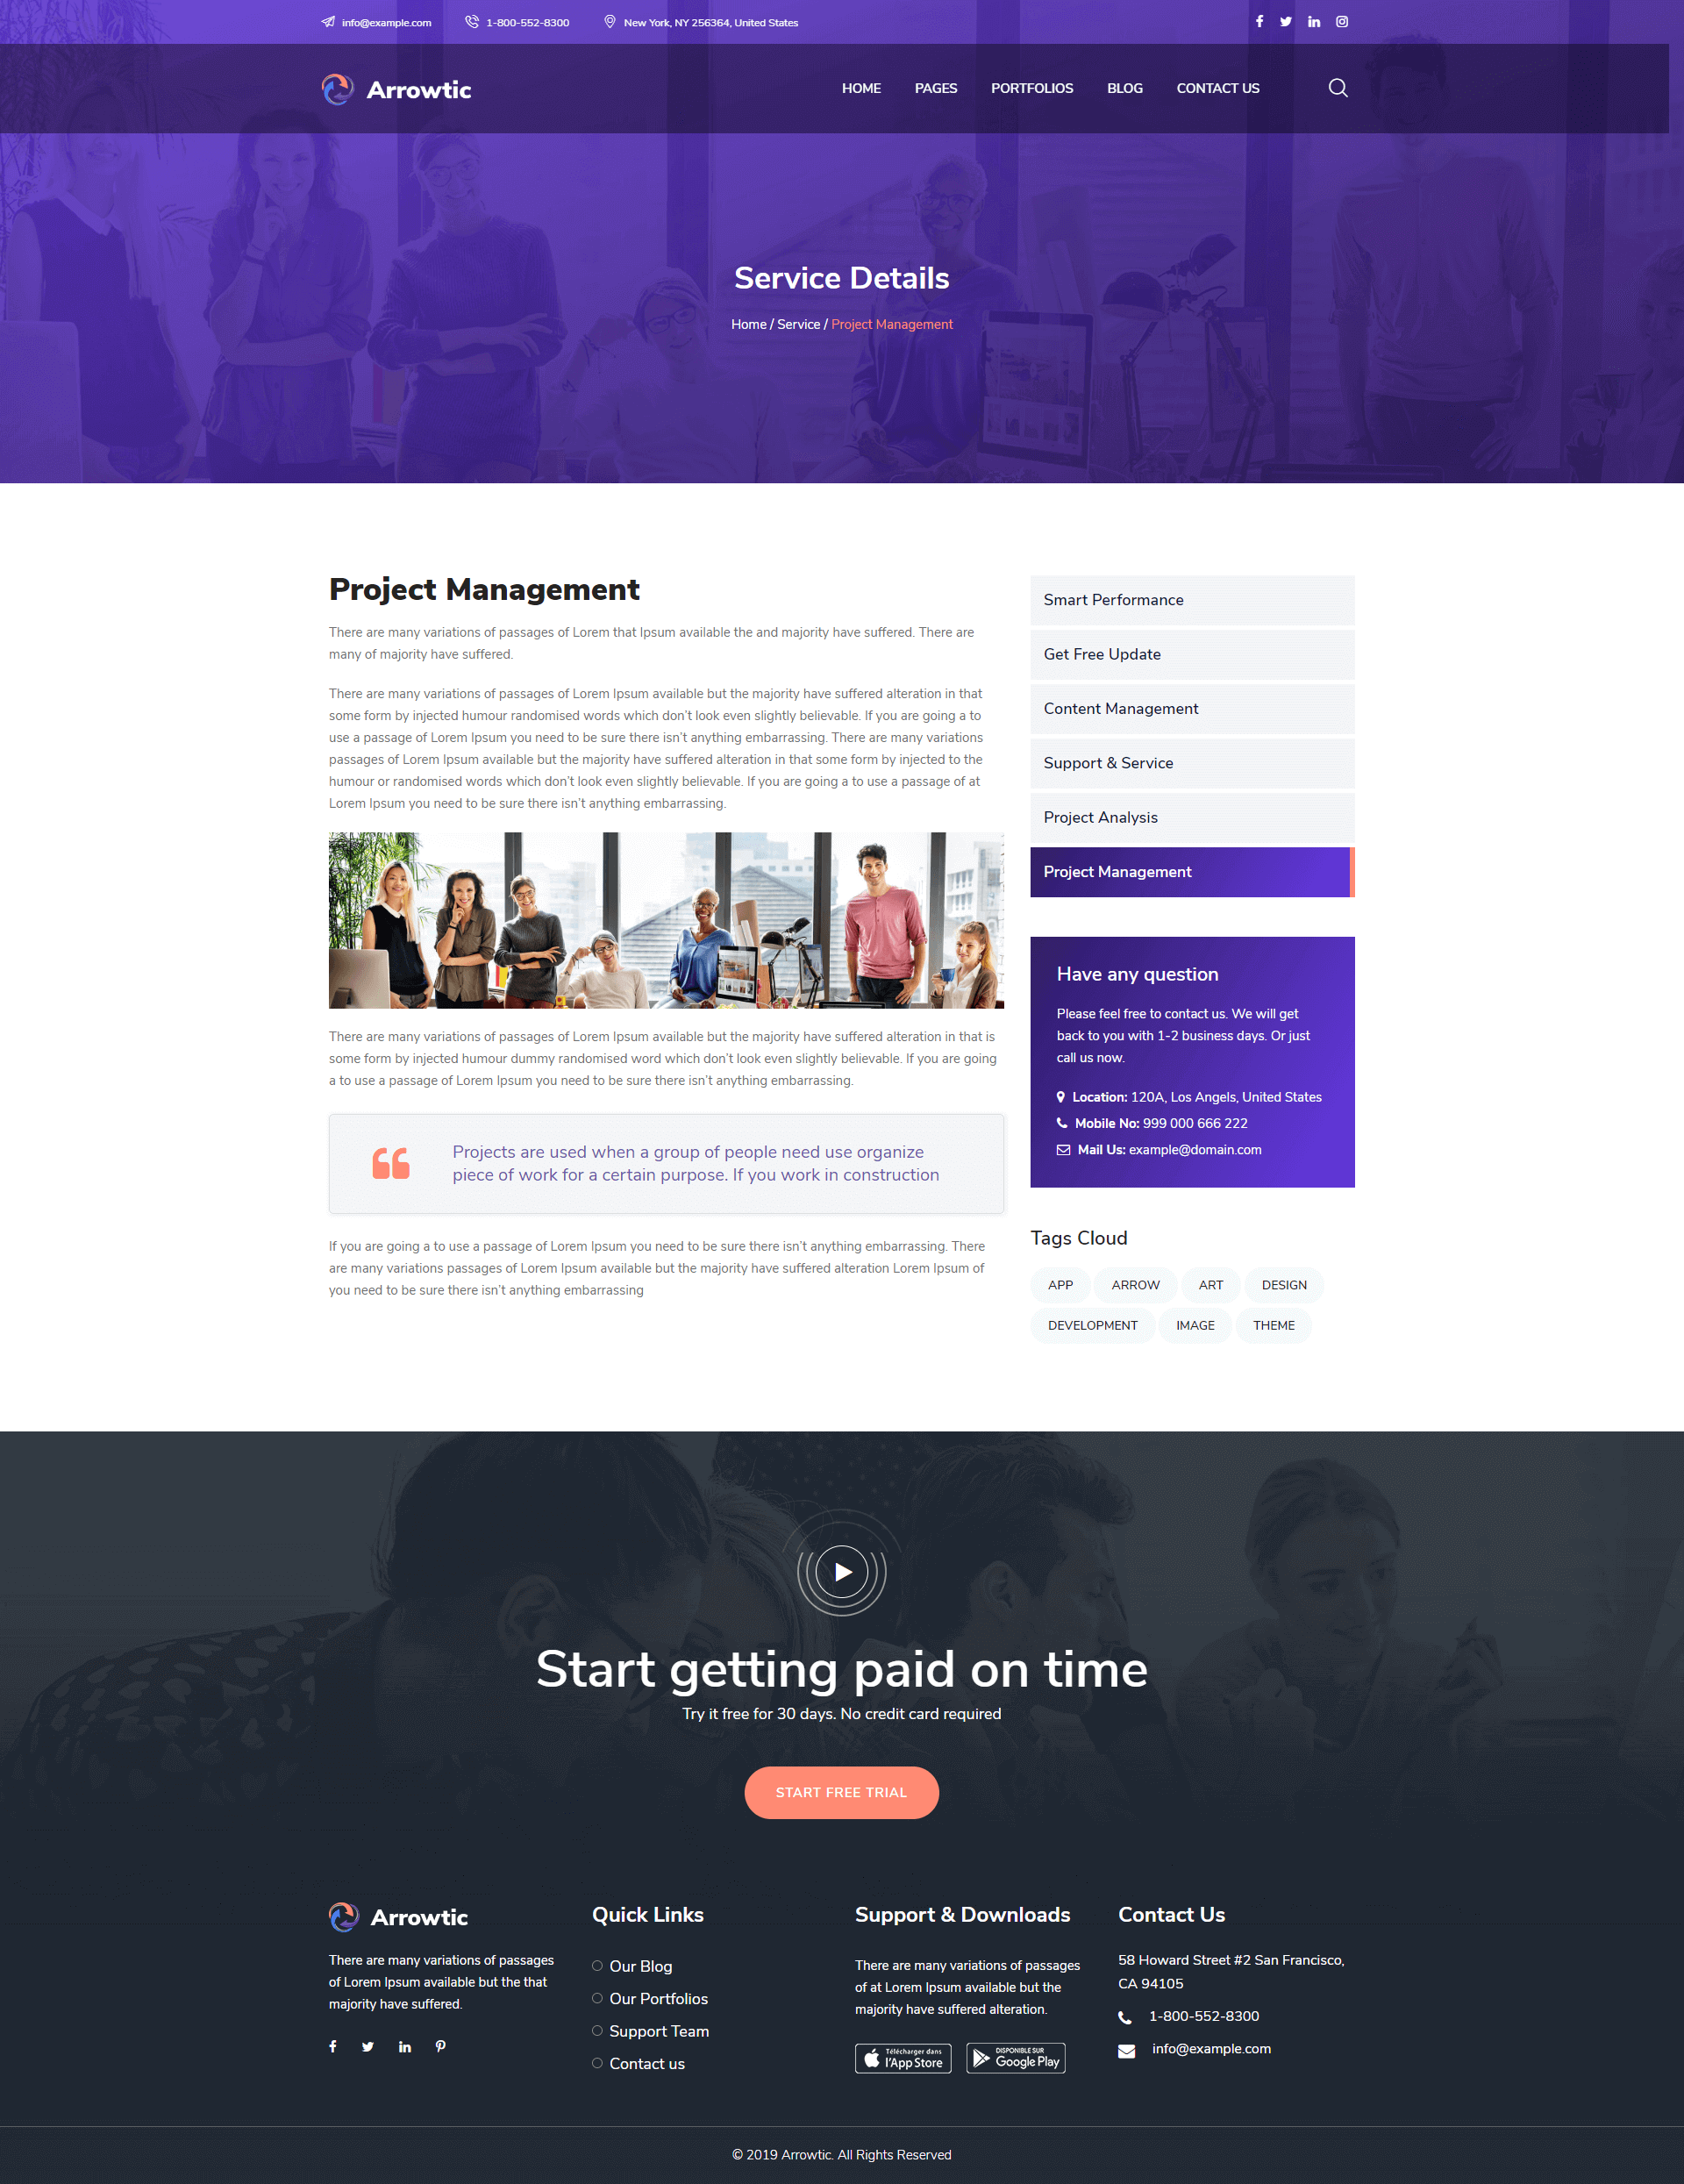 info@example.com 1-800-552-8300 New York, NY 256364, United States
Arrowtic
HOME PAGES PORTFOLIOS BLOG CONTACT US
Service Details
Home / Service / Project Management
Project Management
There are many variations of passages of Lorem that Ipsum available the and majority have suffered. There are
many of majority have suffered.
There are many variations of passages of Lorem Ipsum available but the majority have suffered alteration in that
some form by injected humour randomised words which don't look even slightly believable. If you are going a to
use a passage of Lorem Ipsum you need to be sure there isn't anything embarrassing. There are many variations
passages of Lorem Ipsum available but the majority have suffered alteration in that some form by injected to the
humour or randomised words which don't look even slightly believable. If you are going a to use a passage of at
Lorem Ipsum you need to be sure there isn't anything embarrassing.
There are many variations of passages of Lorem Ipsum available but the majority have suffered alteration in that is
some form by injected humour dummy randomised word which don't look even slightly believable. If you are going
a to use a passage of Lorem Ipsum you need to be sure there isn't anything embarrassing.
Projects are used when a group of people need use organize
piece of work for a certain purpose. If you work in construction
If you are going a to use a passage of Lorem Ipsum you need to be sure there isn't anything embarrassing. There
are many variations passages of Lorem Ipsum available but the majority have suffered alteration Lorem Ipsum of
you need to be sure there isn't anything embarrassing
Smart Performance
Get Free Update
Content Management
Support & Service
Project Analysis
Project Management
Have any question
Please feel free to contact us. We will get
back to you with 1-2 business days. Or just
call us now.
Location: 120A, Los Angels, United States
Mobile No: 999 000 666 222
Mail Us: example@domain.com
Tags Cloud
APP ARROW ART DESIGN
DEVELOPMENT IMAGE THEME
Start getting paid on time
Try it free for 30 days. No credit card required
START FREE TRIAL
Arrowtic
There are many variations of passages
of Lorem Ipsum available but the that
majority have suffered.
Quick Links
Our Blog
Our Portfolios
Support Team
Contact us
Support & Downloads
There are many variations of passages
of at Lorem Ipsum available but the
majority have suffered alteration.
Télécharger dans
l'App Store
DISPONIBLE SUR
Google Play
Contact Us
58 Howard Street #2 San Francisco,
CA 94105
1-800-552-8300
info@example.com
© 2019 Arrowtic. All Rights Reserved